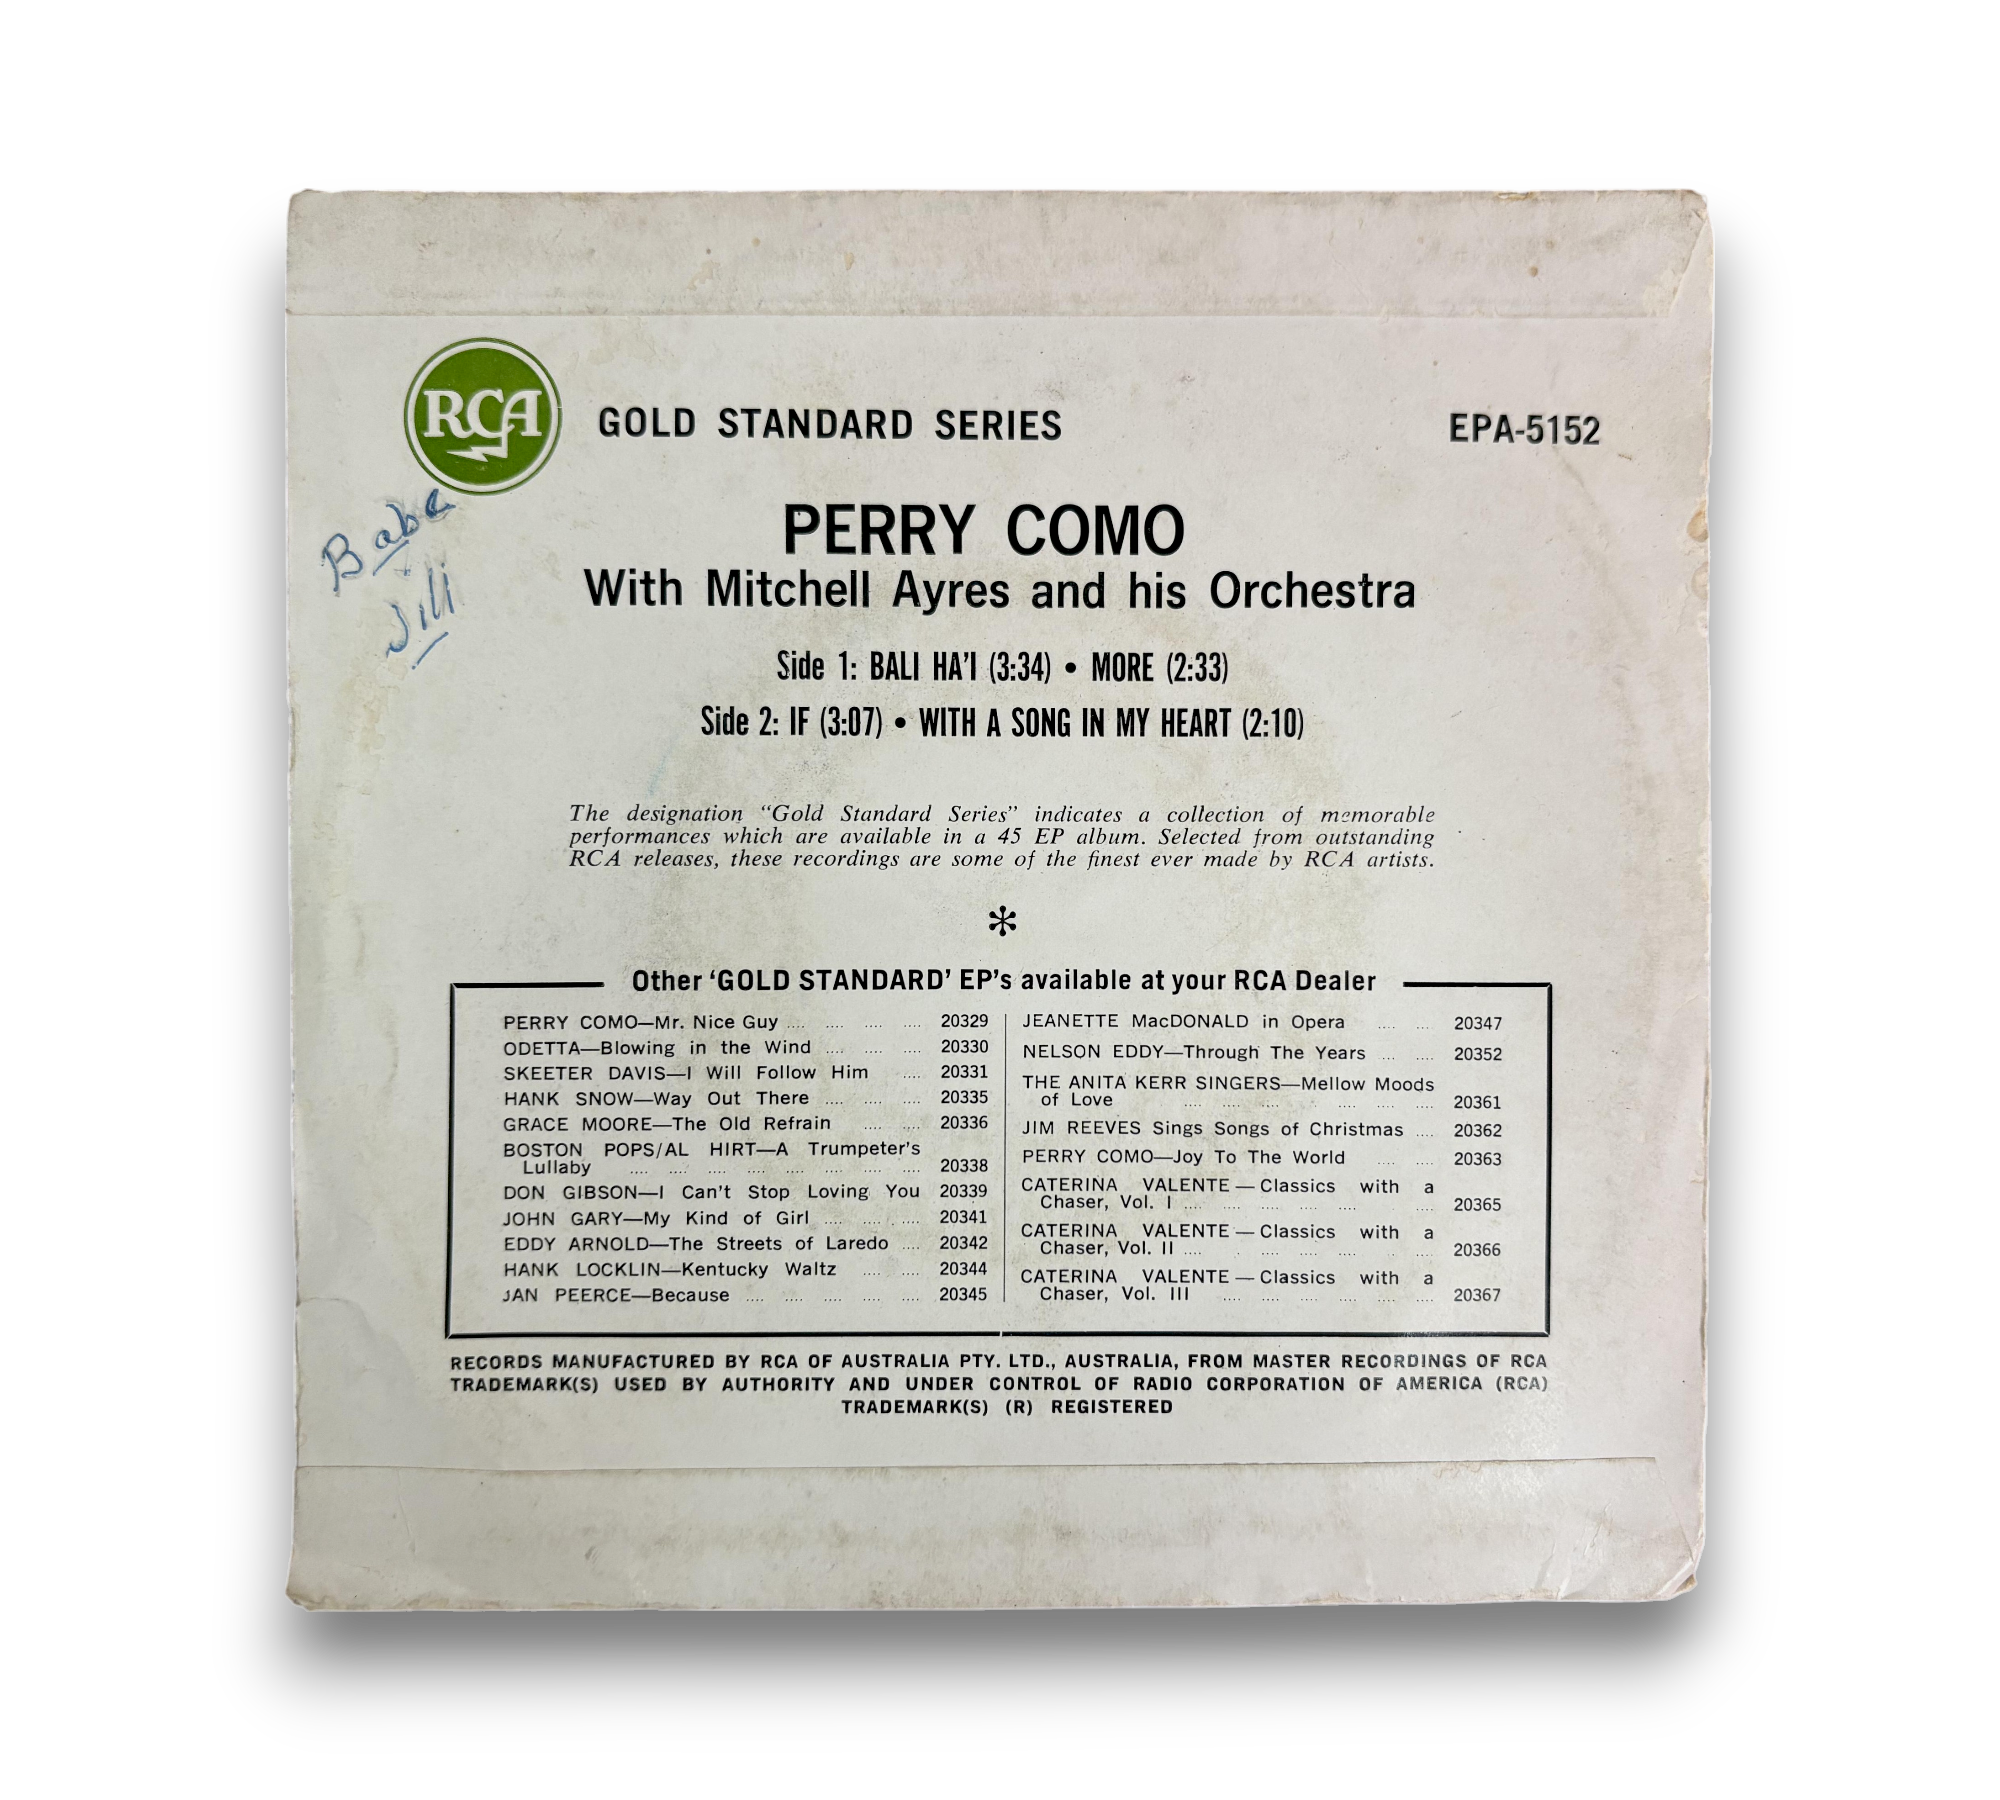 RCA
GOLD STANDARD SERIES
EPA-5152
Jill
PERRY COMO
With Mitchell Ayres and his Orchestra
Side 1: BALI HA'I (3:34) • MORE (2:33)
Side 2: IF (3:07) • WITH A SONG IN MY HEART (2:10)
The designation “Gold Standard Series” indicates a collection of memorable
performances which are available in a 45 EP album. Selected from outstanding
RCA releases, these recordings are some of the finest ever made by RCA artists.
*
Other ‘GOLD STANDARD’ EP’s available at your RCA Dealer
PERRY COMO—Mr. Nice Guy .... .... .... .... 20329
ODETTA—Blowing in the Wind .... .... .... 20330
SKEETER DAVIS—I Will Follow Him .... 20331
HANK SNOW—Way Out There .... .... .... 20335
GRACE MOORE—The Old Refrain .... .... 20336
BOSTON POPS/AL HIRT—A Trumpeter's
Lullaby .... .... .... .... .... .... .... .... 20338
DON GIBSON—I Can't Stop Loving You 20339
JOHN GARY—My Kind of Girl .... .... .... 20341
EDDY ARNOLD—The Streets of Laredo .... 20342
HANK LOCKLIN—Kentucky Waltz .... .... 20344
JAN PEERCE—Because .... .... .... .... .... 20345
JEANETTE MacDONALD in Opera .... .... 20347
NELSON EDDY—Through The Years .... .... 20352
THE ANITA KERR SINGERS—Mellow Moods
of Love .... .... .... .... .... .... .... 20361
JIM REEVES Sings Songs of Christmas .... 20362
PERRY COMO—Joy To The World .... .... 20363
CATERINA VALENTE — Classics with a
Chaser, Vol. I .... .... .... .... .... .... 20365
CATERINA VALENTE — Classics with a
Chaser, Vol. II .... .... .... .... .... .... 20366
CATERINA VALENTE — Classics with a
Chaser, Vol. III .... .... .... .... .... .... 20367
RECORDS MANUFACTURED BY RCA OF AUSTRALIA PTY. LTD., AUSTRALIA, FROM MASTER RECORDINGS OF RCA
TRADEMARK(S) USED BY AUTHORITY AND UNDER CONTROL OF RADIO CORPORATION OF AMERICA (RCA)
TRADEMARK(S) (R) REGISTERED